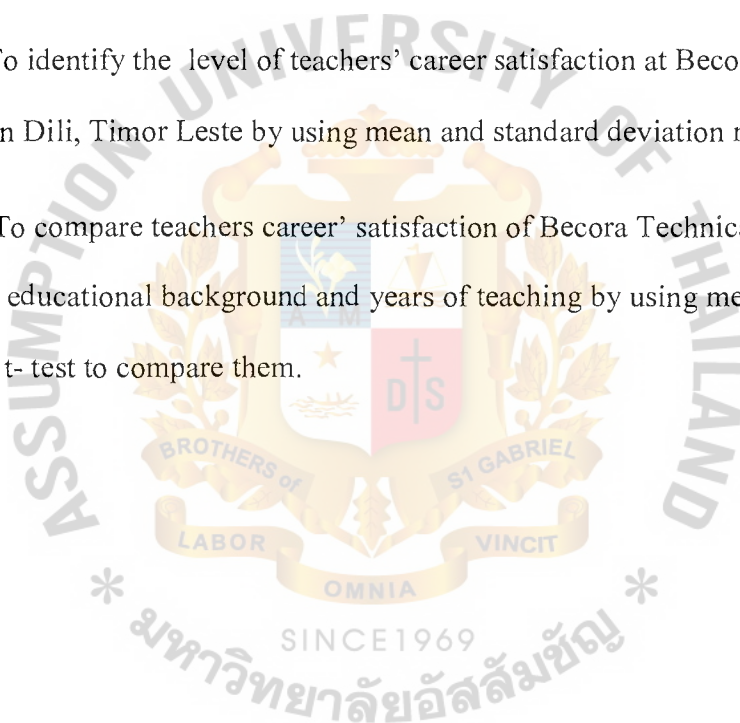 To identify the level of teachers' career satisfaction at Beco
n Dili, Timor Leste by using mean and standard deviation
To compare teachers career' satisfaction of Becora Technica
educational background and years of teaching by using me
t- test to compare them.
ASSUMPTION UNIVERSITY OF THAILAND
A M
D S
BROTHERS of
S1 GABRIEL
LABOR
VINCIT
OMNIA
SINCE1969
* มหาวิทยาลัยอัสสัมชัญ *